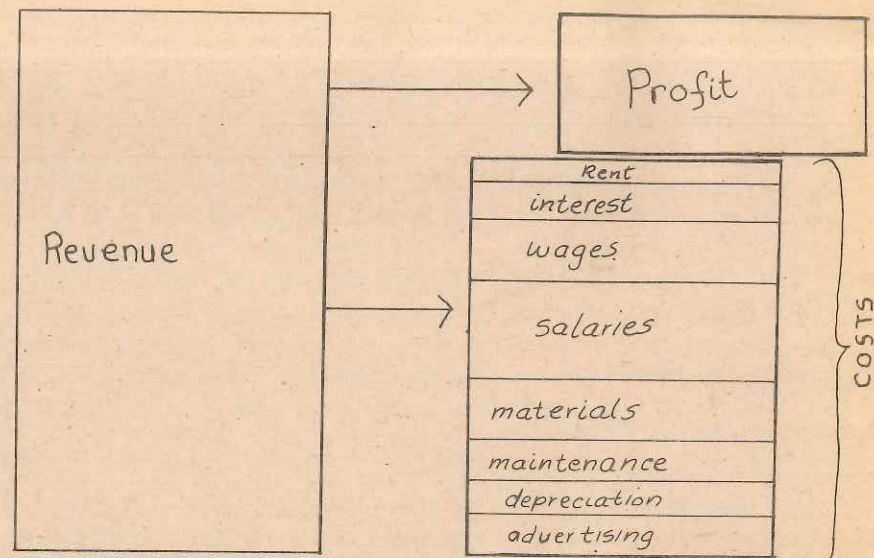 Revenue
Profit
Rent
interest
wages
salaries
materials
maintenance
depreciation
advertising
COSTS